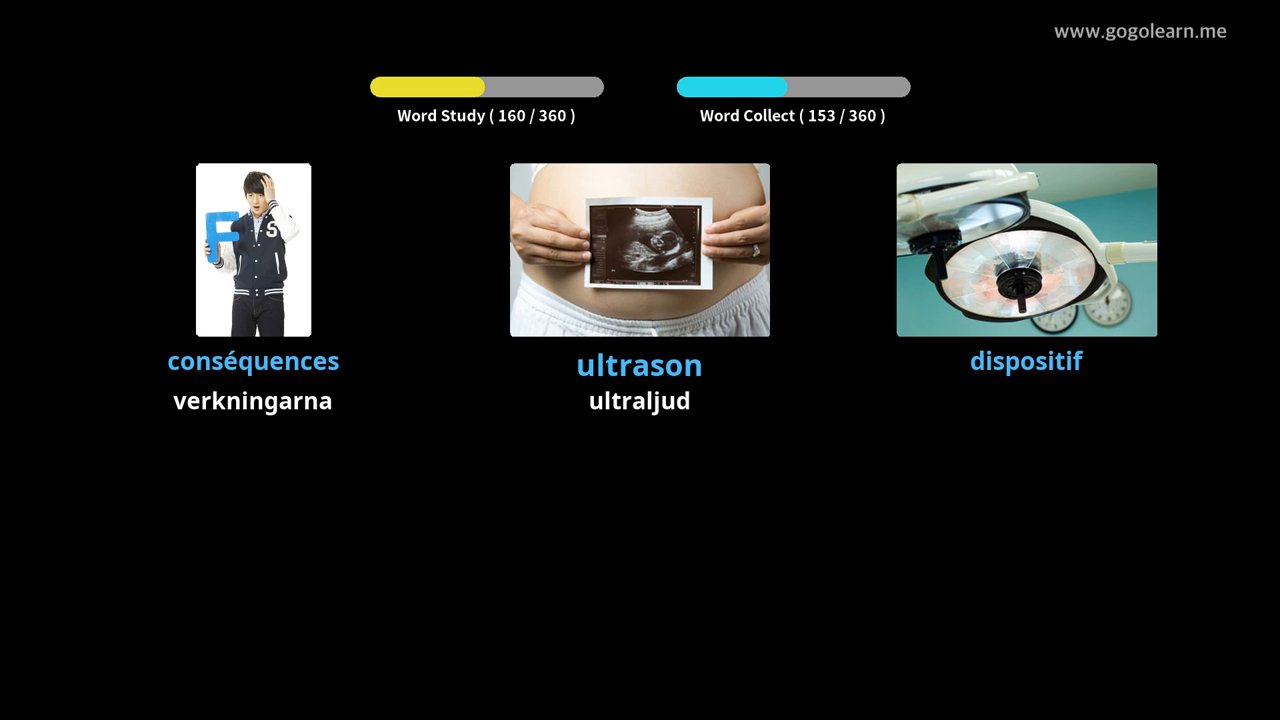 www.gogolearn.me
Word Study ( 160 / 360 )
Word Collect ( 153 / 360 )
F
S
conséquences
ultrason
dispositif
verkningarna
ultraljud